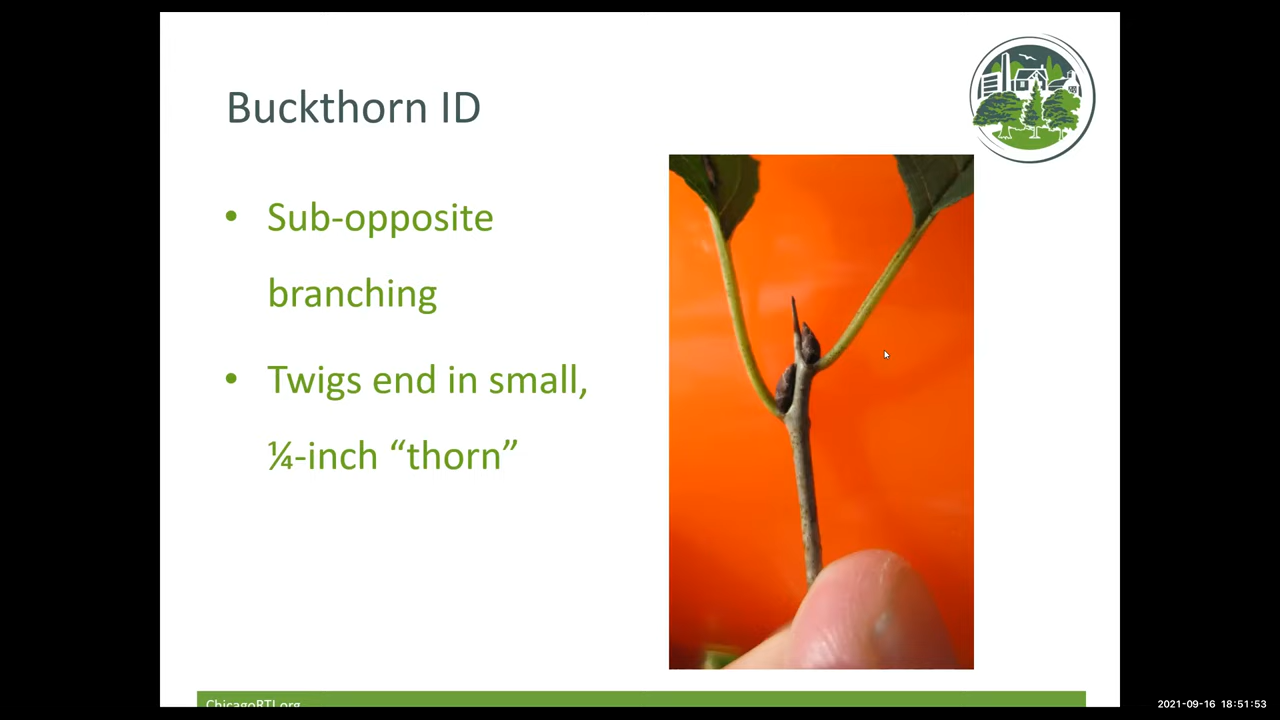 Buckthorn ID
• Sub-opposite
branching
• Twigs end in small,
¼-inch “thorn”
ChicagoRTI.org
2021-09-16 18:51:53